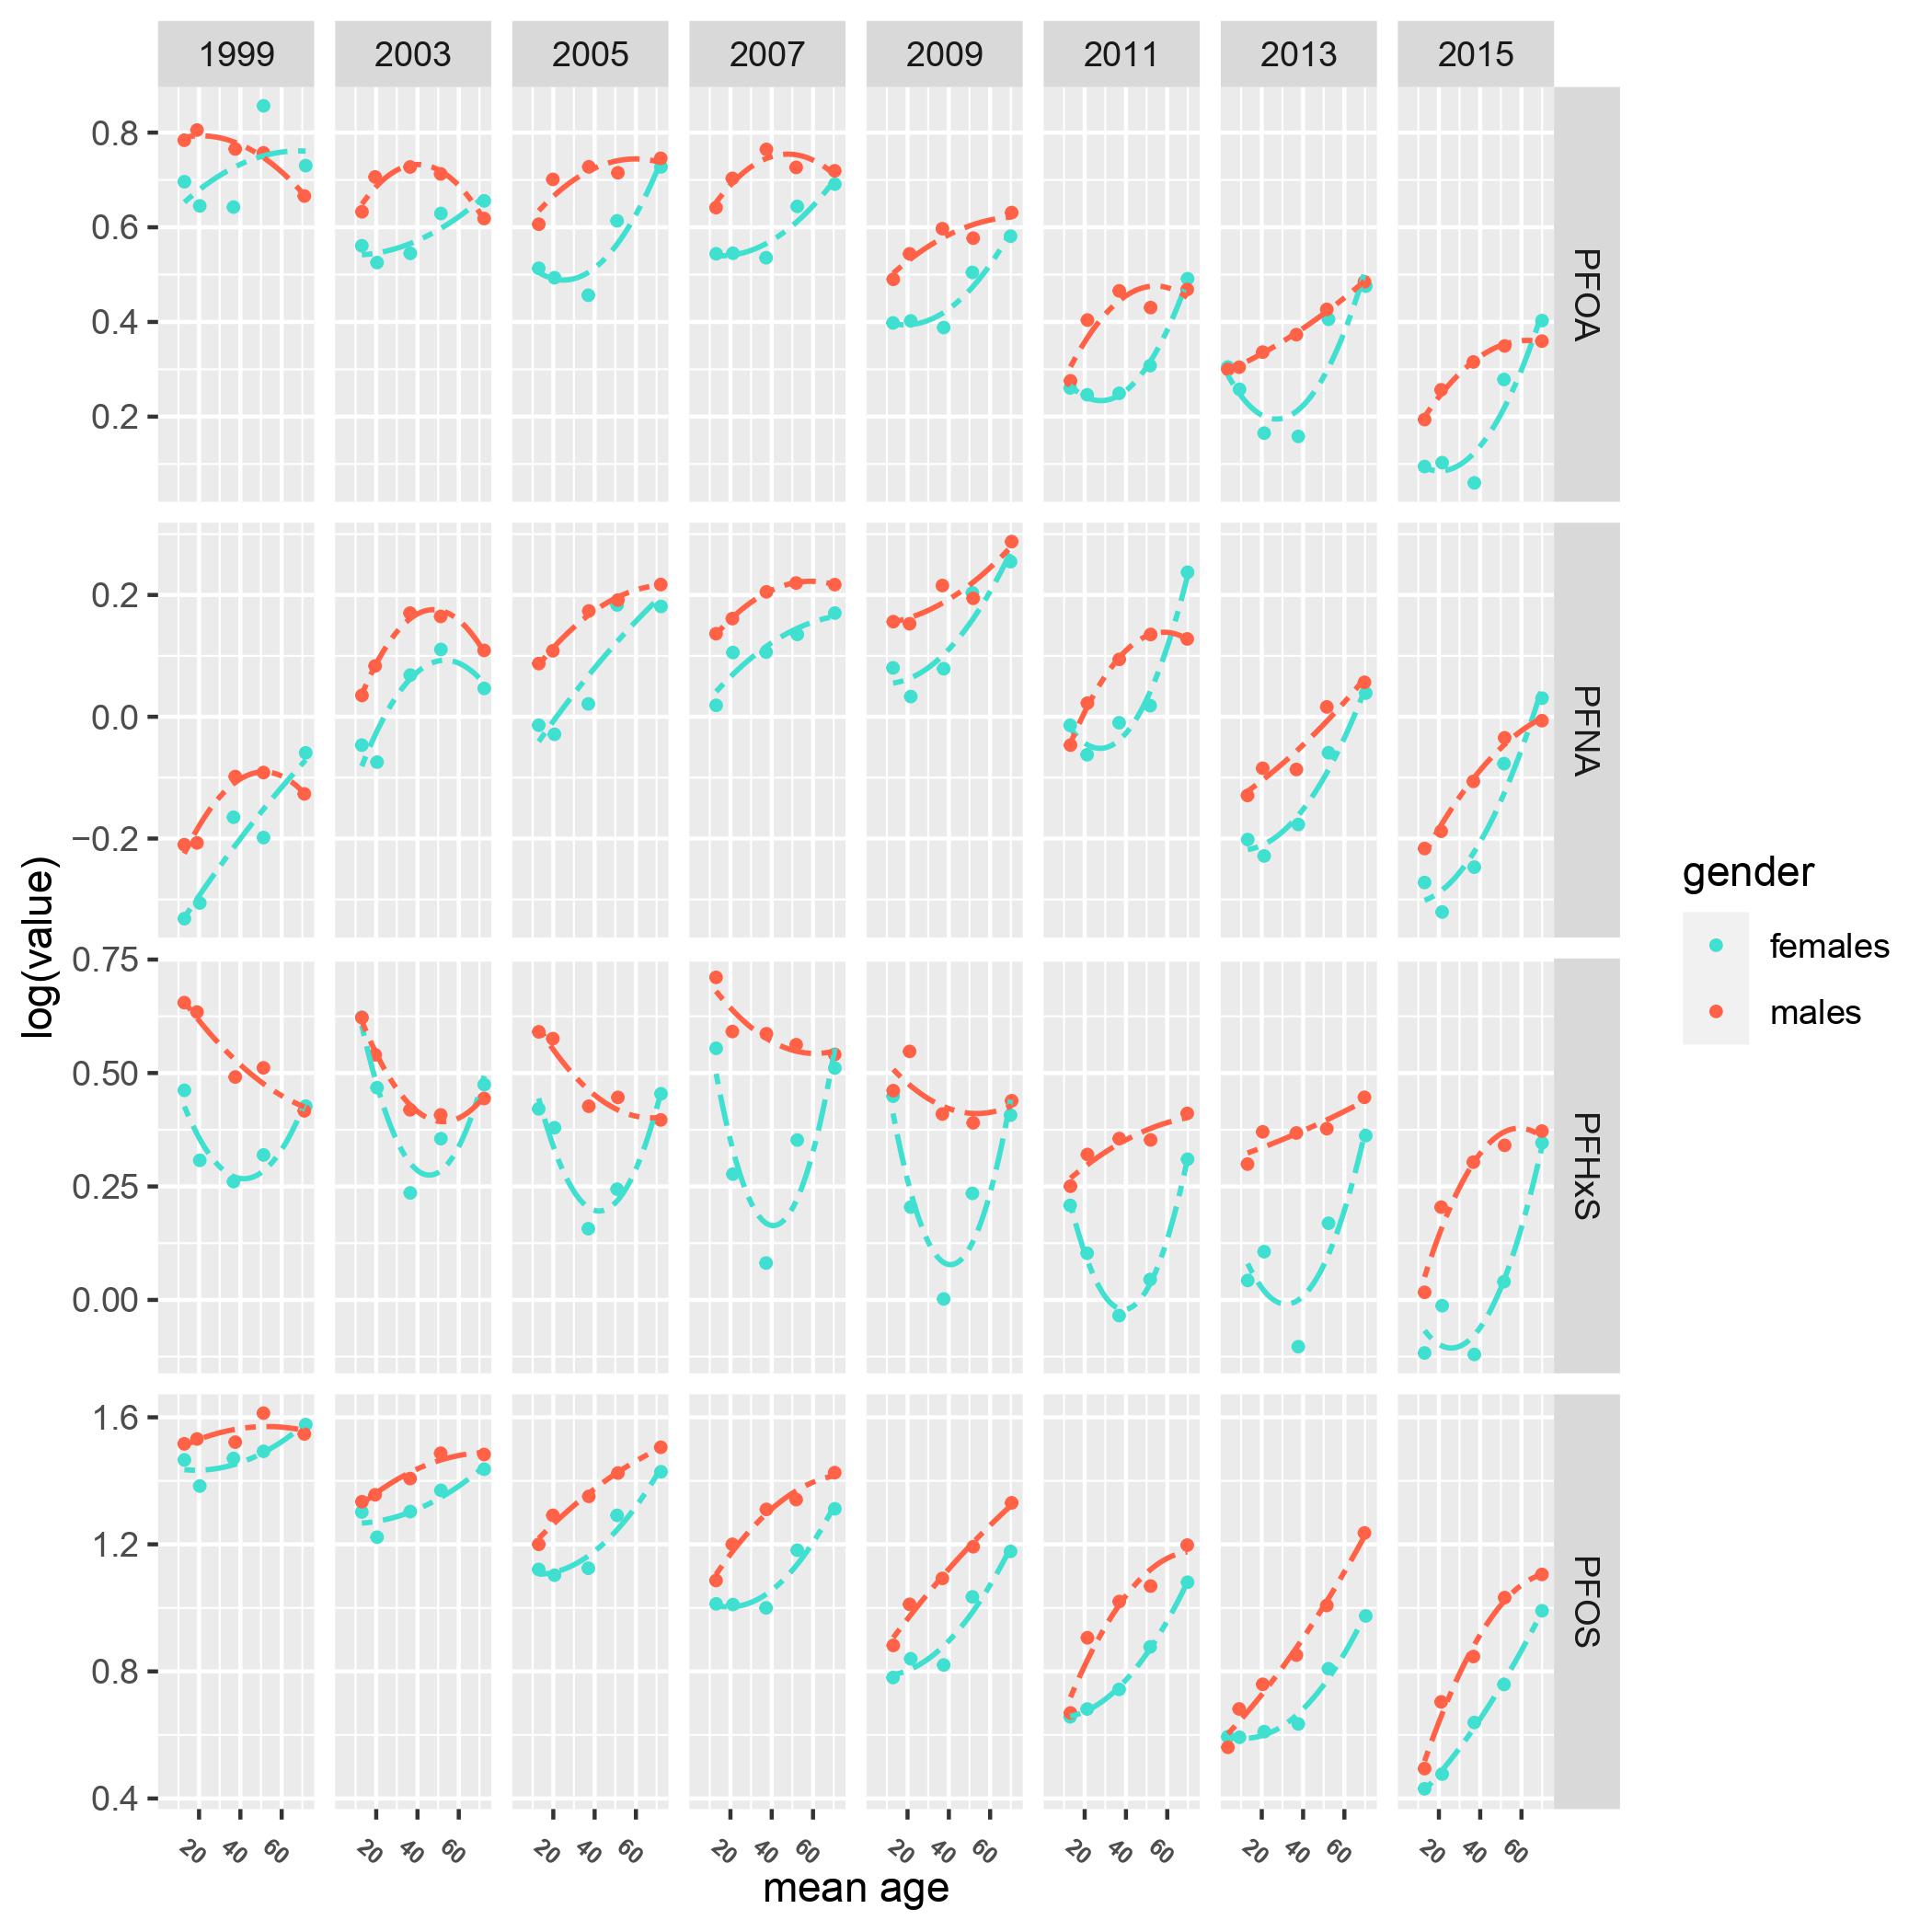 1999 2003 2005 2007 2009 2011 2013 2015
0.8
0.6
0.4
0.2
PFOA
0.2
0.0
−0.2
PFNA
0.75
0.50
0.25
0.00
PFHxS
1.6
1.2
0.8
0.4
PFOS
20 40 60 20 40 60 20 40 60 20 40 60 20 40 60 20 40 60 20 40 60 20 40 60
mean age
log(value)
gender
females
males